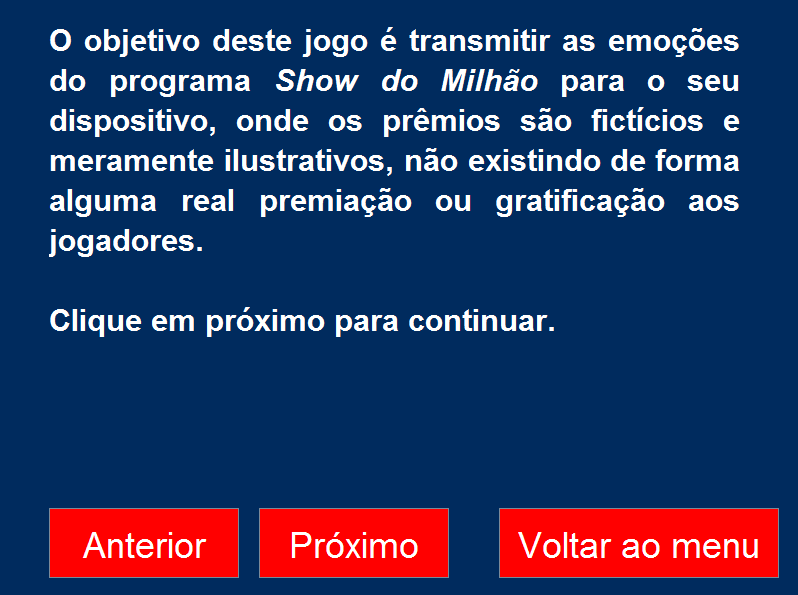 O objetivo deste jogo é transmitir as emoções
do programa Show do Milhão para o seu
dispositivo, onde os prêmios são fictícios e
meramente ilustrativos, não existindo de forma
alguma real premiação ou gratificação aos
jogadores.
Clique em próximo para continuar.
Anterior
Próximo
Voltar ao menu